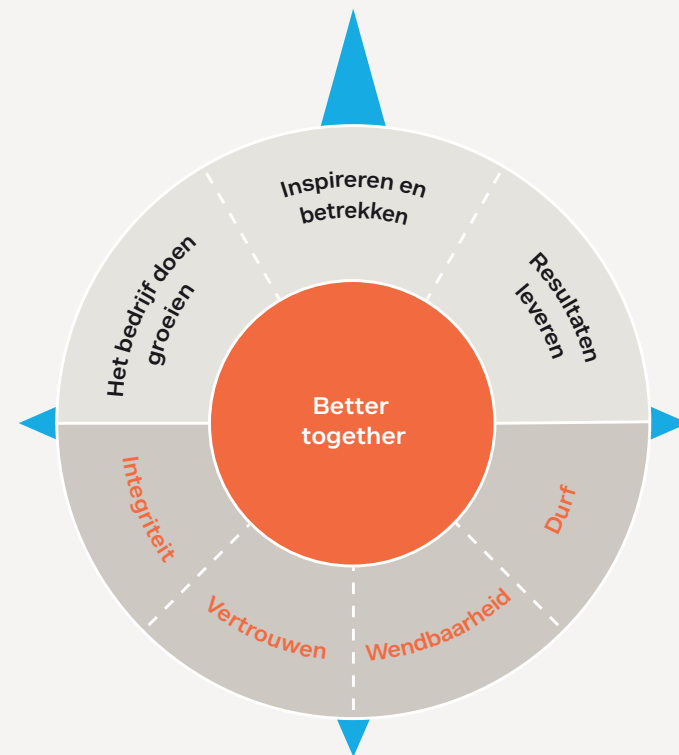 Inspireren en
betrekken
Het bedrijf doen
groeien
Resultaten
leveren
Better
together
Integriteit
Vertrouwen
Wendbaarheid
Durf